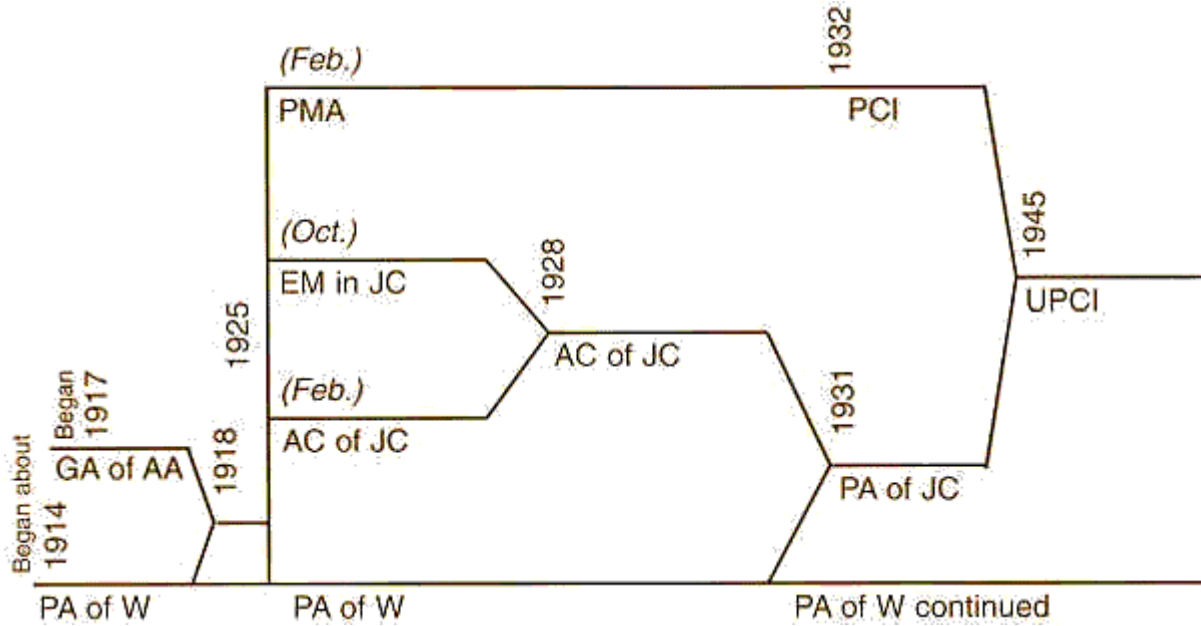 (Feb.)
PMA
1932
PCI
(Oct.)
EM in JC
1928
1945
UPCI
1925
AC of JC
(Feb.)
AC of JC
1931
Began
1917
GA of AA
1918
PA of JC
Began about
1914
PA of W
PA of W
PA of W continued